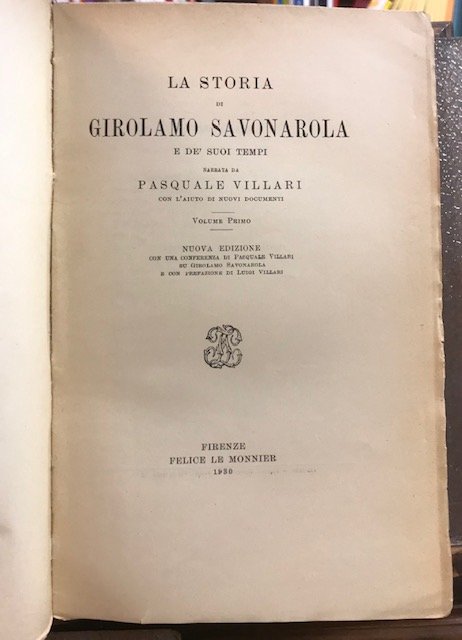 LA STORIA
DI
GIROLAMO SAVONAROLA
E DE' SUOI TEMPI
NARRATA DA
PASQUALE VILLARI
CON L'AIUTO DI NUOVI DOCUMENTI
VOLUME PRIMO
NUOVA EDIZIONE
CON UNA CONFERENZA DI PASQUALE VILLARI
SU GIROLAMO SAVONAROLA
E CON PREFAZIONE DI LUIGI VILLARI
FIRENZE
FELICE LE MONNIER
1930